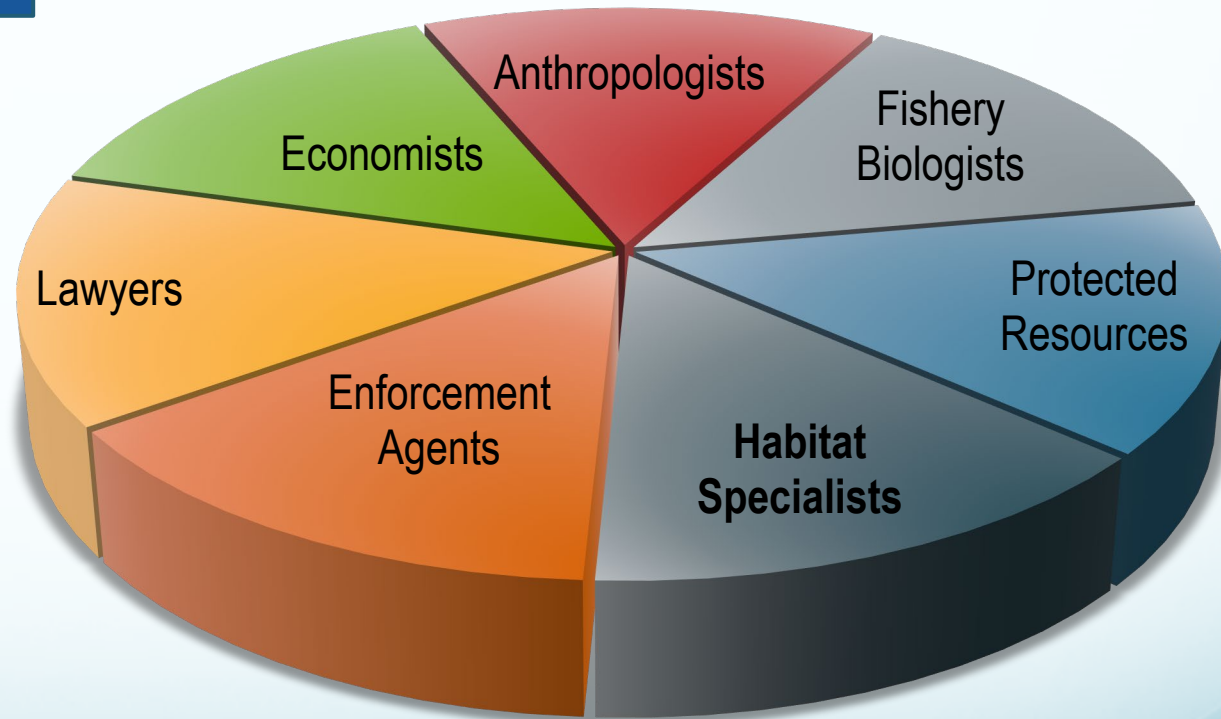 Anthropologists
Fishery
Biologists
Economists
Protected
Resources
Lawyers
Enforcement
Agents
Habitat
Specialists